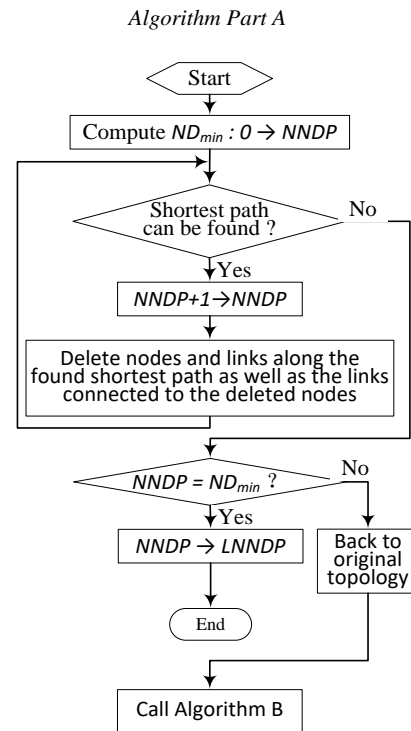 Algorithm Part A
Start
Compute ND_min : 0 → NNDP
Shortest path
can be found ?
No
Yes
NNDP+1→NNDP
Delete nodes and links along the
found shortest path as well as the links
connected to the deleted nodes
NNDP = ND_min ?
No
Yes
NNDP → LNNDP
Back to
original
topology
End
Call Algorithm B